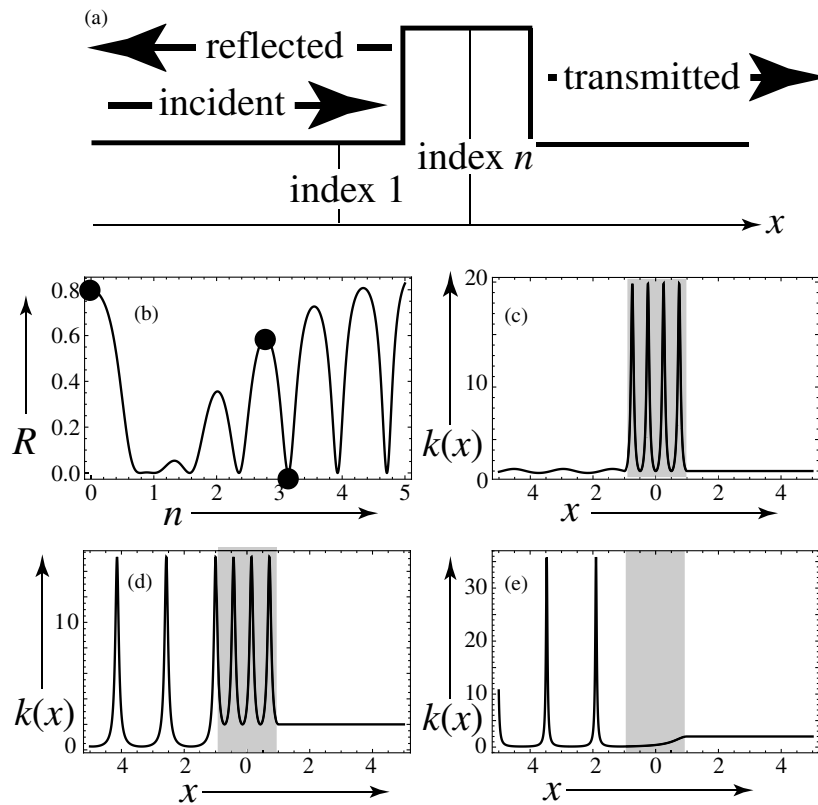 (a)
reflected
incident
transmitted
index n
index 1
x
(b)
0.8
0.6
0.4
0.2
0.0
R
0 1 2 3 4 5
n
(c)
20
10
0
k(x)
4 2 0 2 4
x
(d)
10
0
k(x)
4 2 0 2 4
x
(e)
30
20
10
0
k(x)
4 2 0 2 4
x